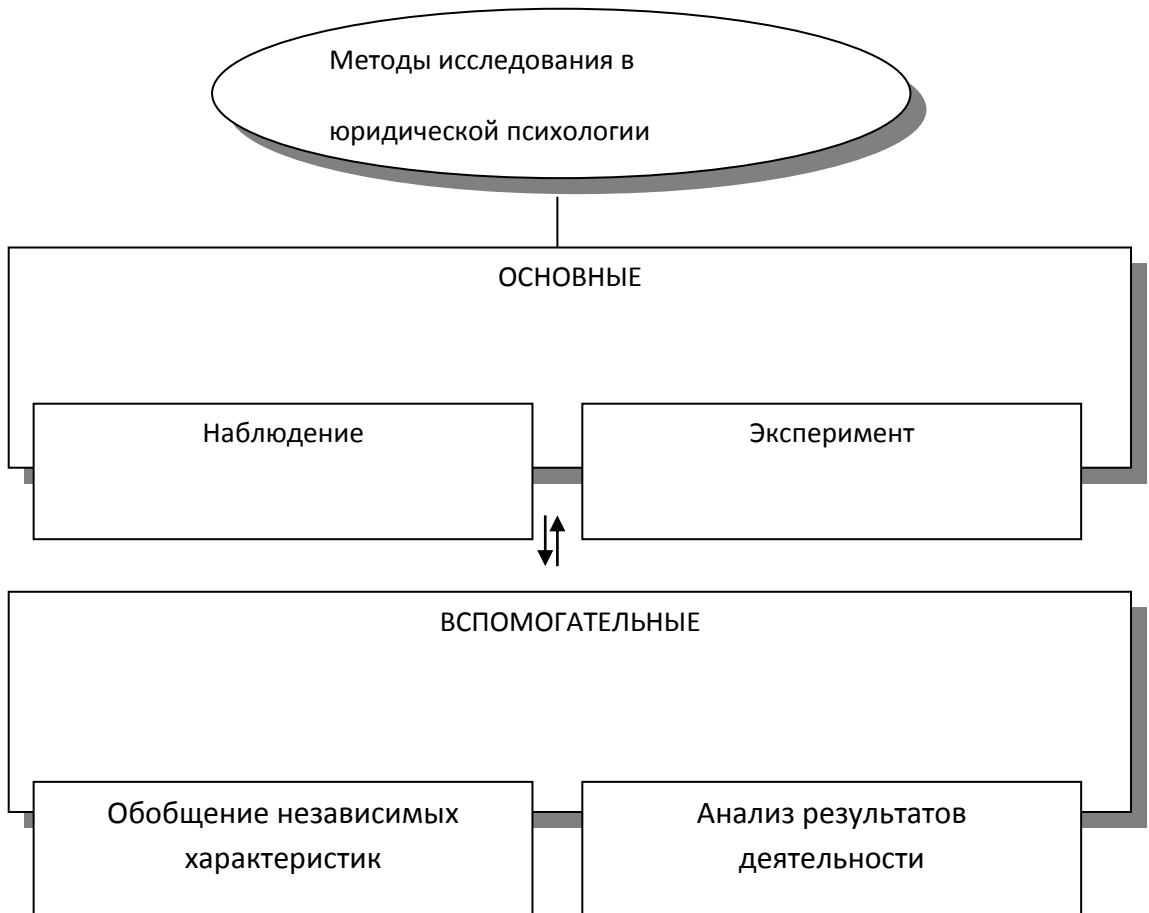 Методы исследования в
юридической психологии
ОСНОВНЫЕ
Наблюдение
Эксперимент
ВСПОМОГАТЕЛЬНЫЕ
Обобщение независимых
характеристик
Анализ результатов
деятельности